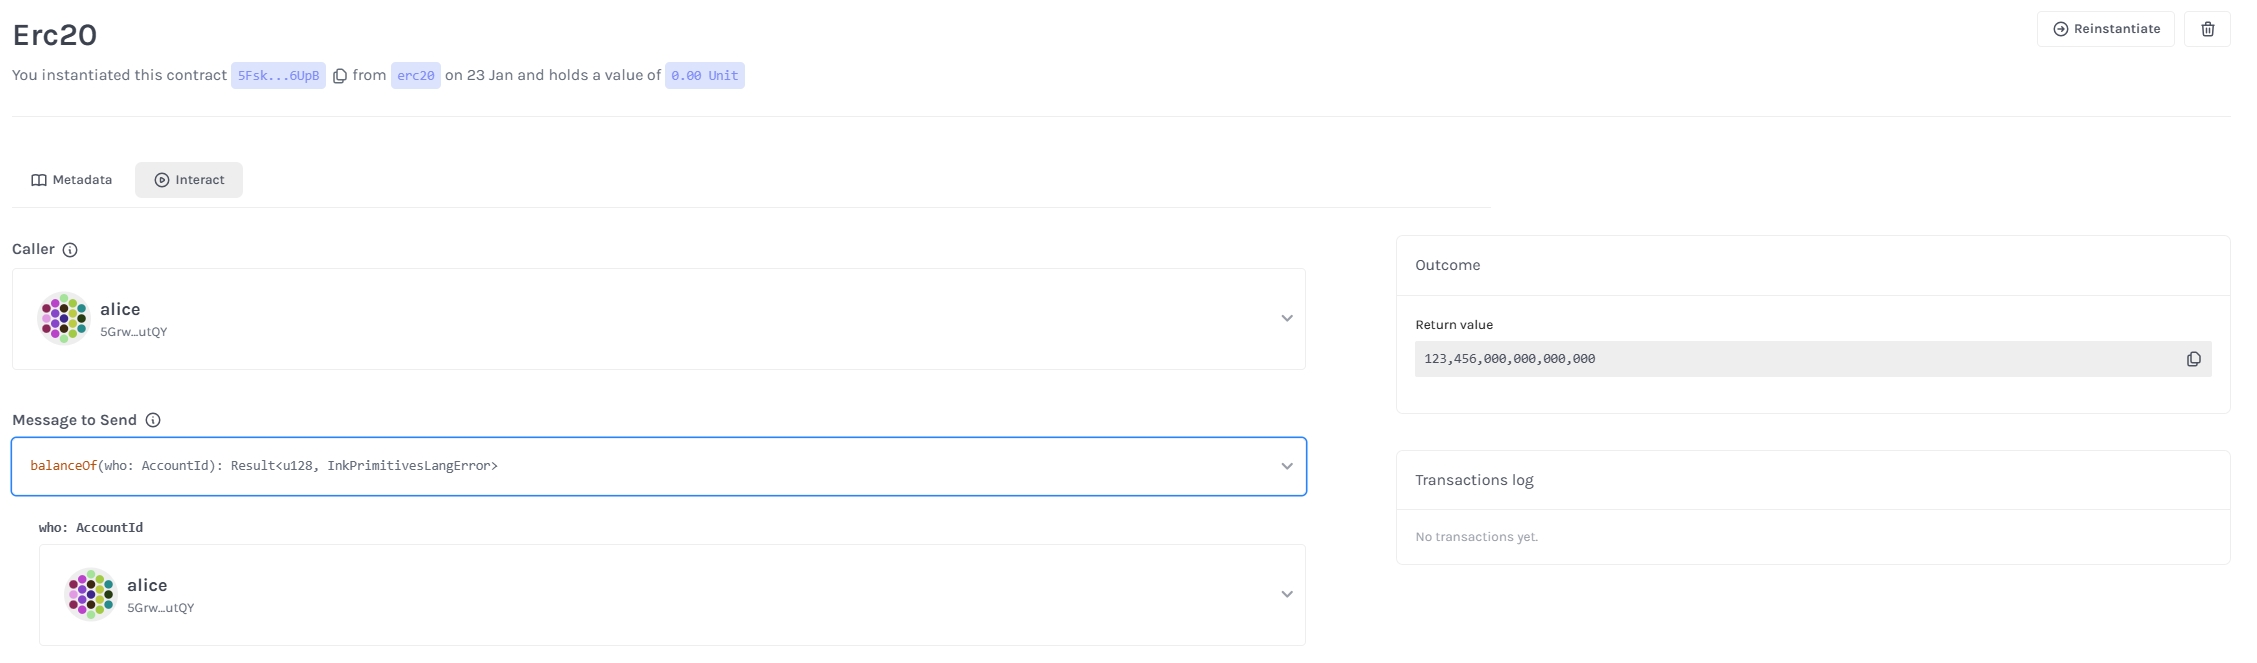 Erc20
Reinstantiate
You instantiated this contract 5Fsk...6UpB from erc20 on 23 Jan and holds a value of 0.00 Unit
Metadata
Interact
Caller
alice
5Grw...utQY
Message to Send
balanceOf(who: AccountId): Result<u128, InkPrimitivesLangError>
who: AccountId
alice
5Grw...utQY
Outcome
Return value
123,456,000,000,000,000
Transactions log
No transactions yet.